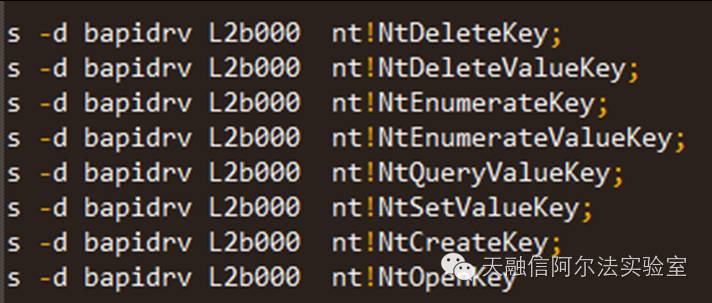 s -d bapidrv L2b000  nt!NtDeleteKey;
s -d bapidrv L2b000  nt!NtDeleteValueKey;
s -d bapidrv L2b000  nt!NtEnumerateKey;
s -d bapidrv L2b000  nt!NtEnumerateValueKey;
s -d bapidrv L2b000  nt!NtQueryValueKey;
s -d bapidrv L2b000  nt!NtSetValueKey;
s -d bapidrv L2b000  nt!NtCreateKey;
s -d bapidrv L2b000  nt!NtOpenKey
天融信阿尔法实验室